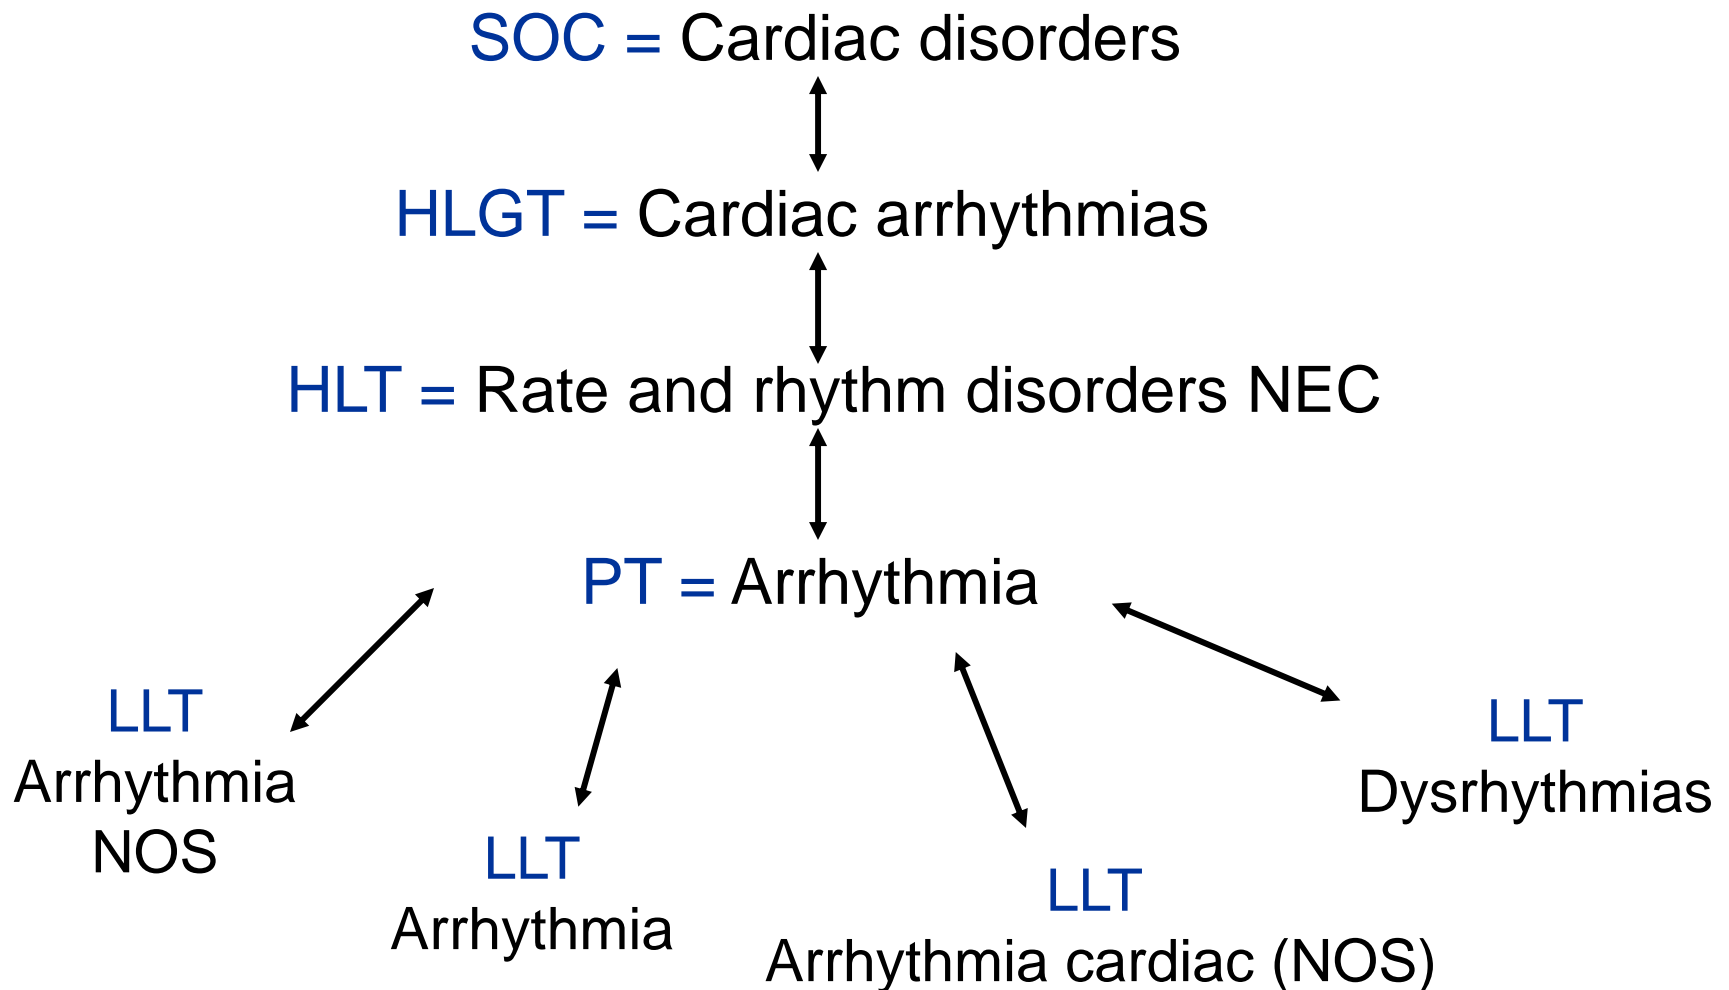 SOC = Cardiac disorders
HLGT = Cardiac arrhythmias
HLT = Rate and rhythm disorders NEC
PT = Arrhythmia
LLT
Arrhythmia
NOS
LLT
Arrhythmia
LLT
Arrhythmia cardiac (NOS)
LLT
Dysrhythmias